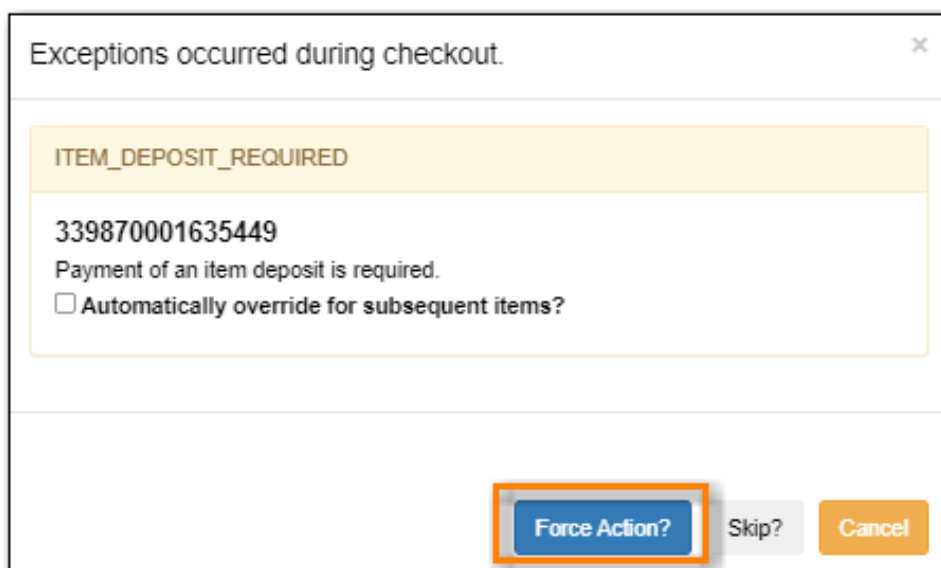 Exceptions occurred during checkout.
×
ITEM_DEPOSIT_REQUIRED
339870001635449
Payment of an item deposit is required.
Automatically override for subsequent items?
Force Action?
Skip?
Cancel